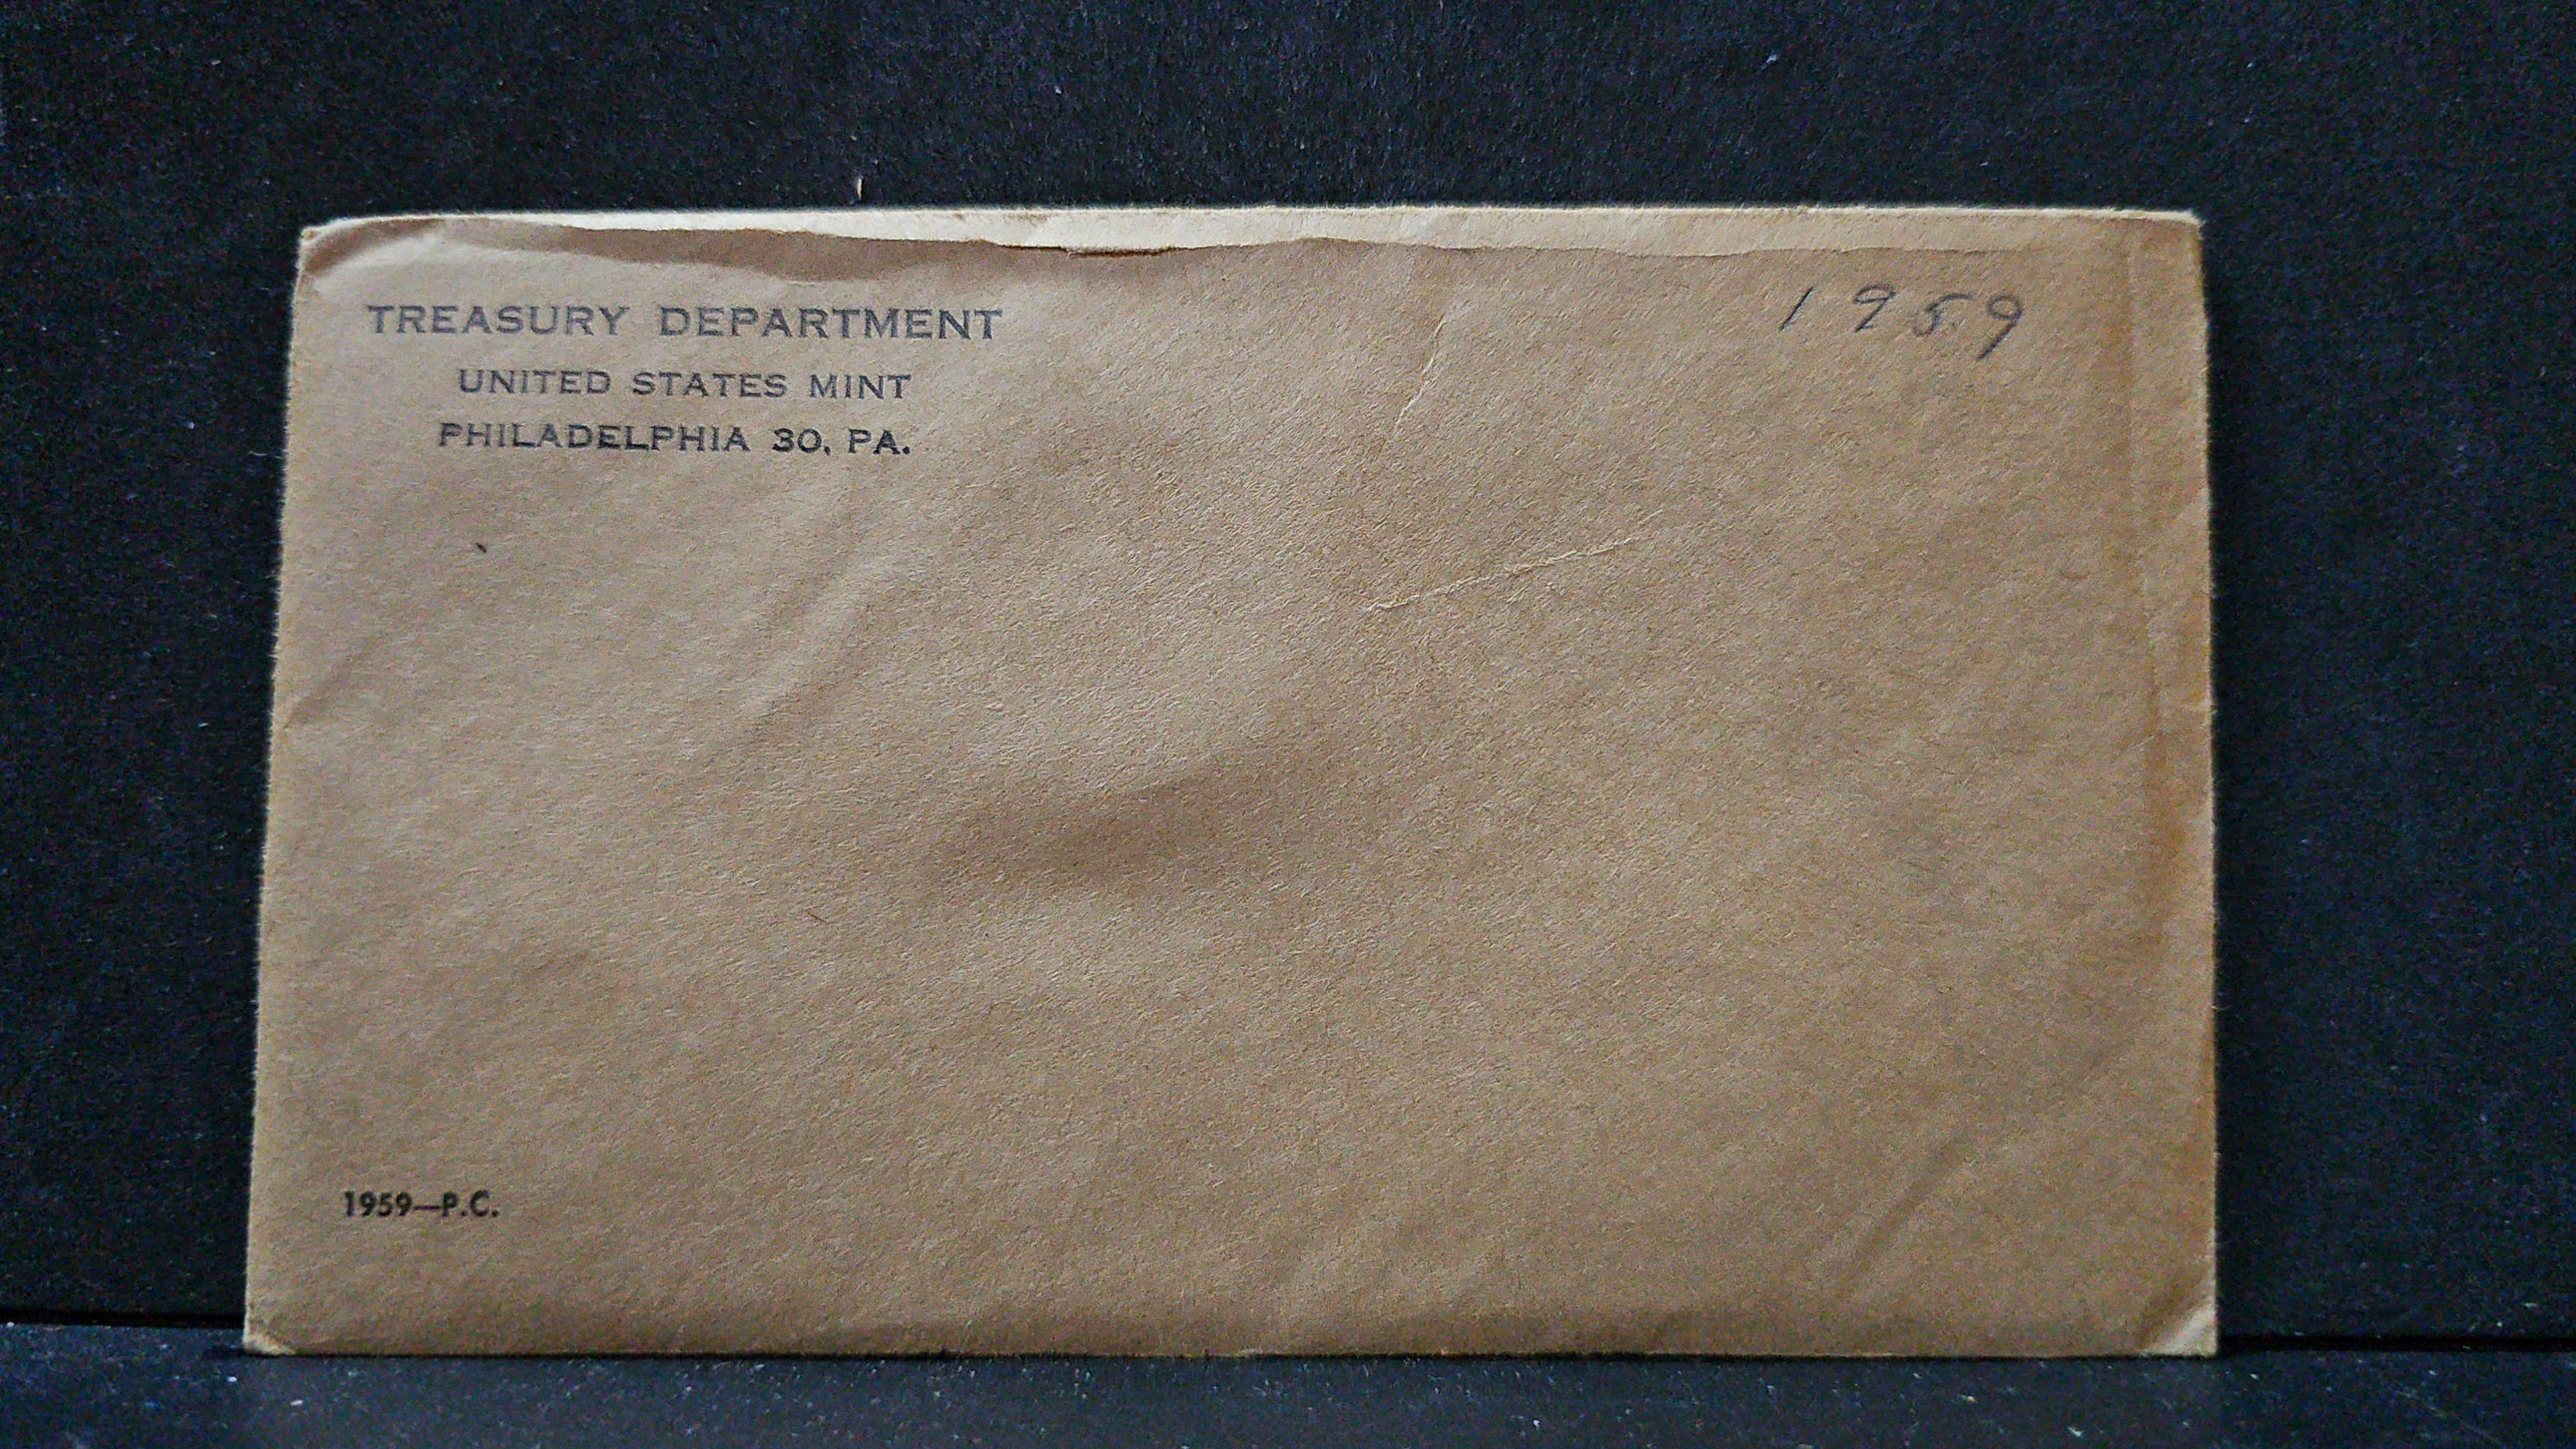 TREASURY DEPARTMENT
UNITED STATES MINT
PHILADELPHIA 30, PA.
1959
1959—P.C.